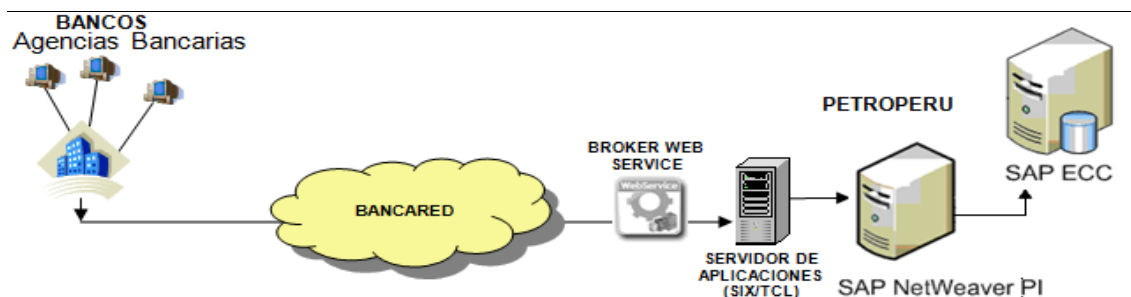 BANCOS
Agencias Bancarias
BANCARED
BROKER WEB
SERVICE
WebService
SERVIDOR DE
APLICACIONES
(SIX/TCL)
PETROPERU
SAP NetWeaver PI
SAP ECC